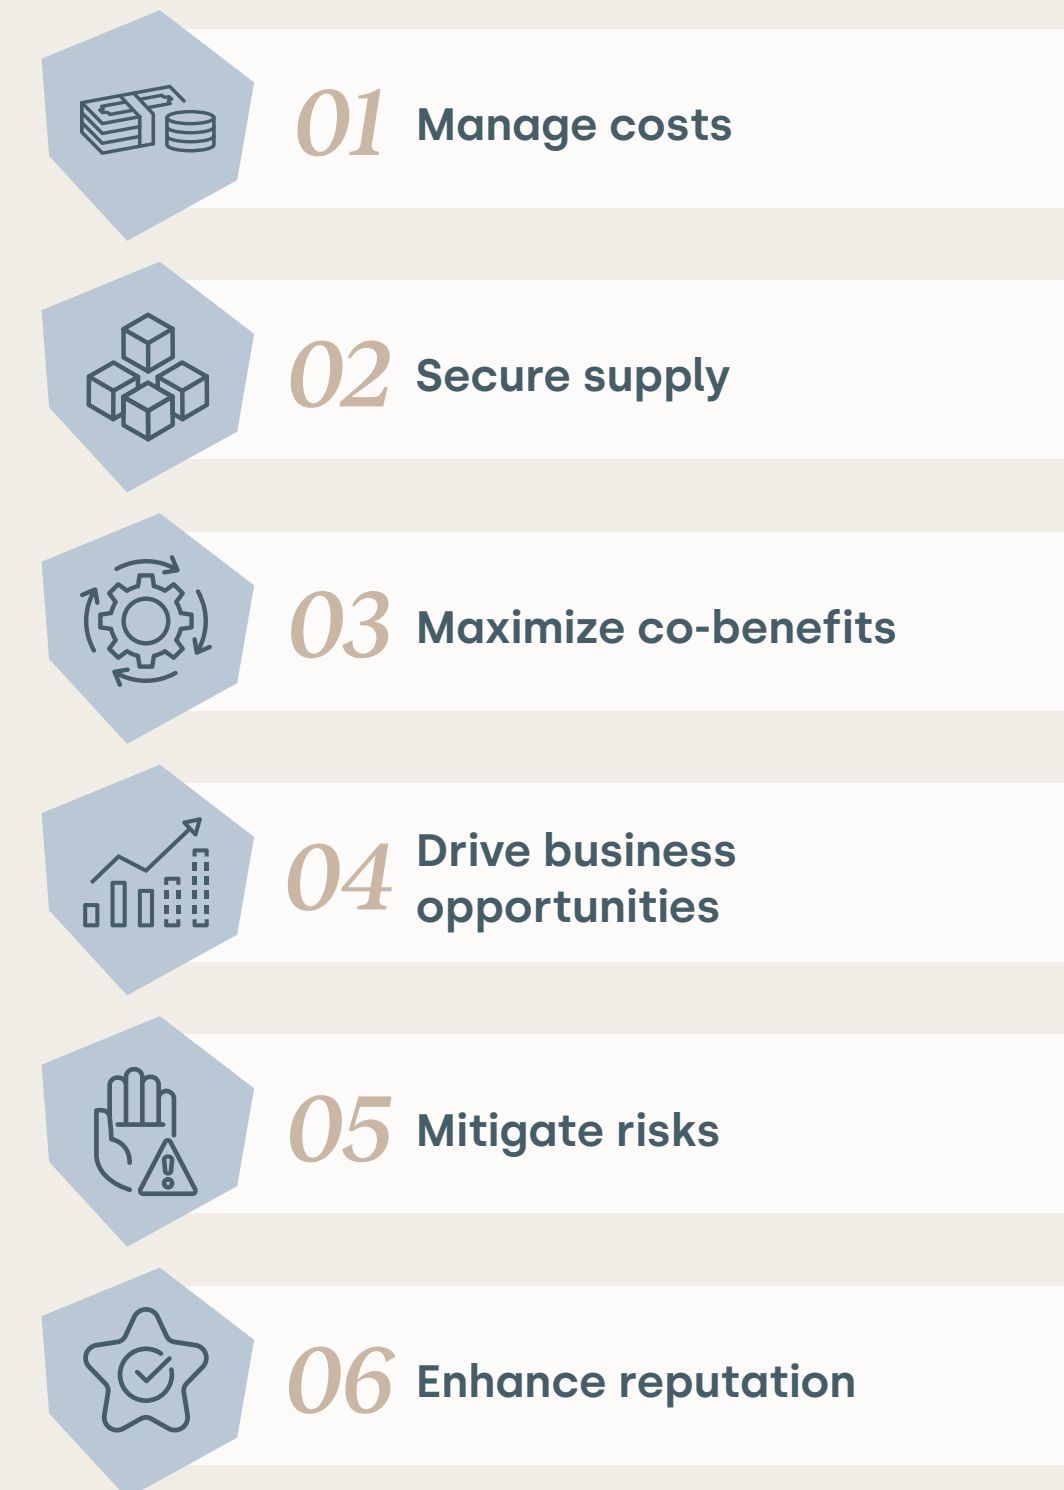 01 Manage costs
02 Secure supply
03 Maximize co-benefits
04 Drive business
opportunities
05 Mitigate risks
06 Enhance reputation